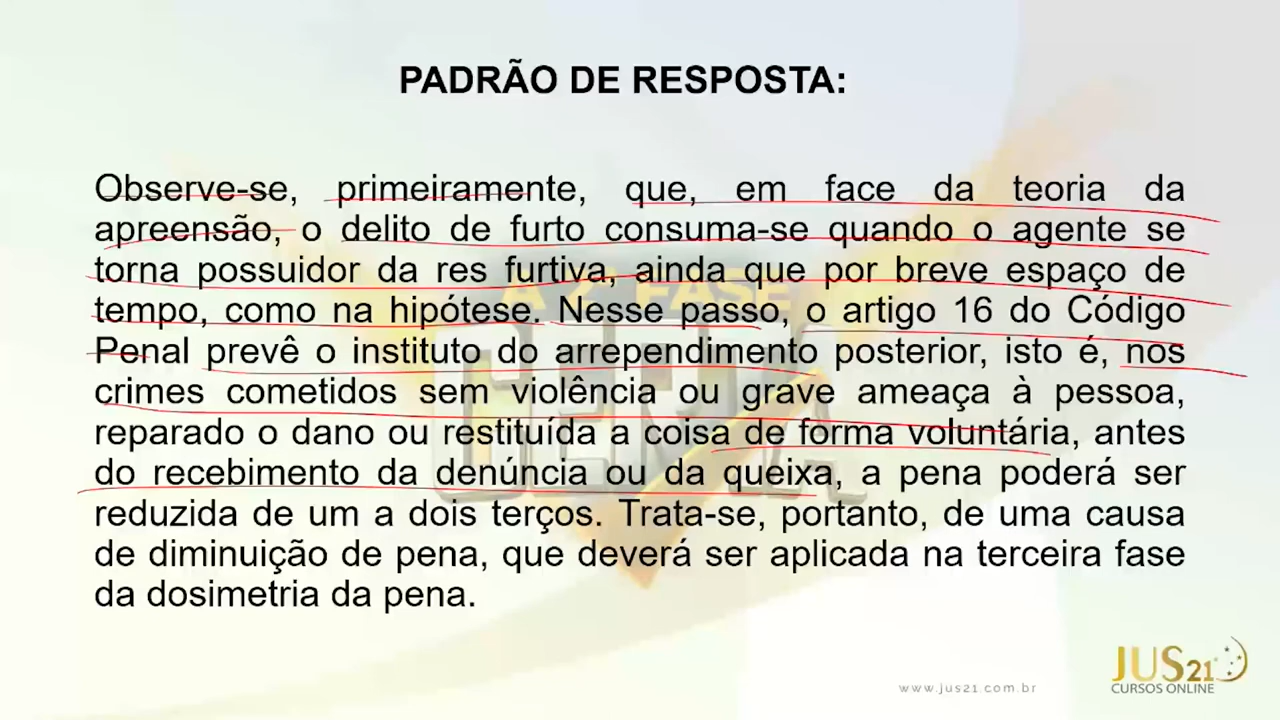 PADRÃO DE RESPOSTA:
Observe-se, primeiramente, que, em face da teoria da
apreensão, o delito de furto consuma-se quando o agente se
torna possuidor da res furtiva, ainda que por breve espaço de
tempo, como na hipótese. Nesse passo, o artigo 16 do Código
Penal prevê o instituto do arrependimento posterior, isto é, nos
crimes cometidos sem violência ou grave ameaça à pessoa,
reparado o dano ou restituída a coisa de forma voluntária, antes
do recebimento da denúncia ou da queixa, a pena poderá ser
reduzida de um a dois terços. Trata-se, portanto, de uma causa
de diminuição de pena, que deverá ser aplicada na terceira fase
da dosimetria da pena.
A 2ª FASE
CERTA
JUS21
CURSOS ONLINE
www.jus21.com.br